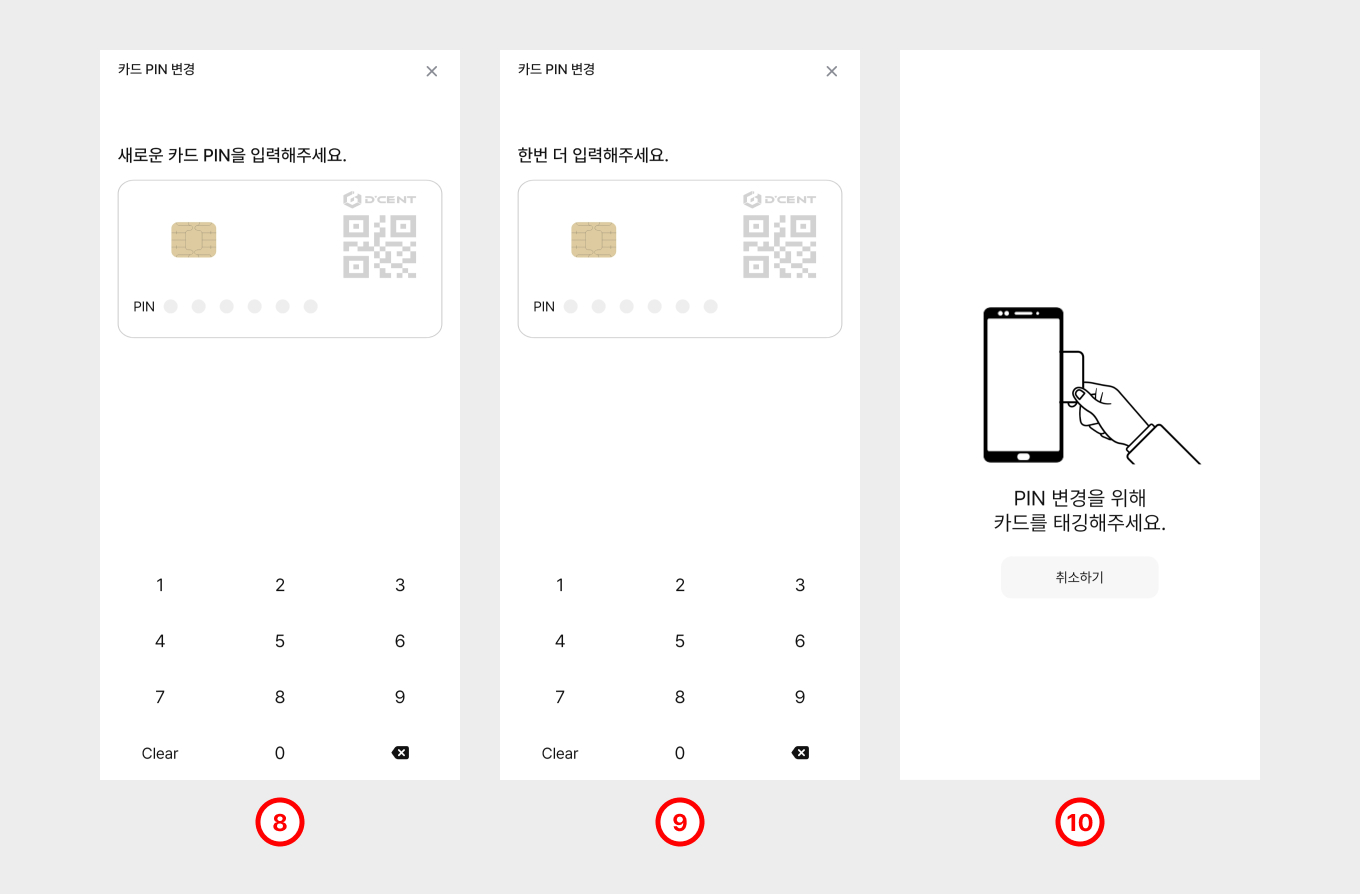 카드 PIN 변경
새로운 카드 PIN을 입력해주세요.
D'CENT
PIN
1 2 3
4 5 6
7 8 9
Clear 0
8
카드 PIN 변경
한번 더 입력해주세요.
D'CENT
PIN
1 2 3
4 5 6
7 8 9
Clear 0
9
PIN 변경을 위해
카드를 태깅해주세요.
취소하기
10